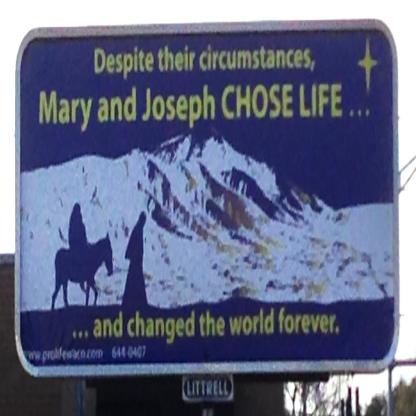 Despite their circumstances,
Mary and Joseph CHOSE LIFE ...
... and changed the world forever.
www.prolifewaco.com 644-0407
LITTRELL